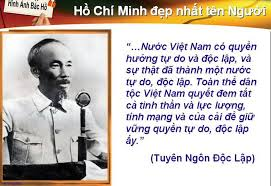 Hình Ảnh Bác Hồ
Hồ Chí Minh đẹp nhất tên Người
“…Nước Việt Nam có quyền
hưởng tự do và độc lập, và
sự thật đã thành một nước
tự do, độc lập. Toàn thể dân
tộc Việt Nam quyết đem tất
cả tinh thần và lực lượng,
tính mạng và của cải để giữ
vững quyền tự do, độc lập
ấy.”
(Tuyên Ngôn Độc Lập)